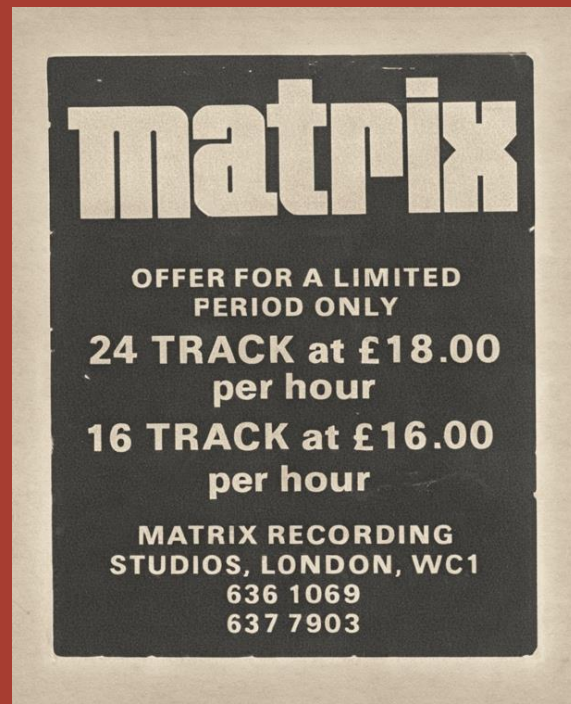 matrix
OFFER FOR A LIMITED
PERIOD ONLY
24 TRACK at £18.00
per hour
16 TRACK at £16.00
per hour
MATRIX RECORDING
STUDIOS, LONDON, WC1
636 1069
637 7903